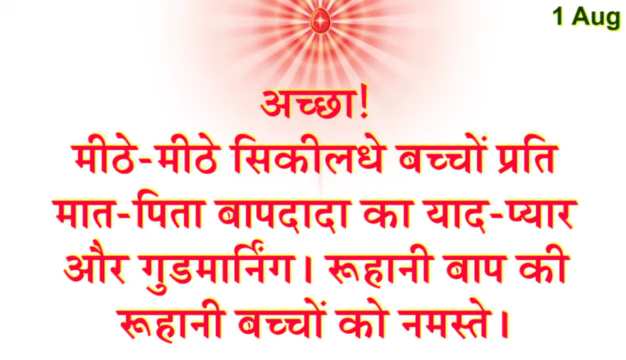 1 Aug
अच्छा!
मीठे-मीठे सिकीलधे बच्चों प्रति
मात-पिता बापदादा का याद-प्यार
और गुडमार्निंग। रूहानी बाप की
रूहानी बच्चों को नमस्ते।